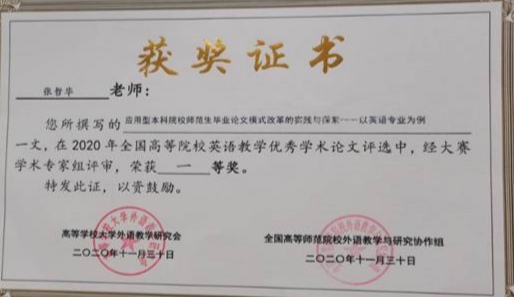 获奖证书
张哲华 老师：
您所撰写的应用型本科院校师范生毕业论文模式改革的实践与探索----以英语专业为例
一文，在2020年全国高等院校英语教学优秀学术论文评选中，经大赛
学术专家组评审，荣获 一 等奖。
特发此证，以资鼓励。
高等学校大学外语教学研究会
全国高等师范院校外语教学与研究协作组
二〇二〇年十一月三十日
二〇二〇年十一月三十日